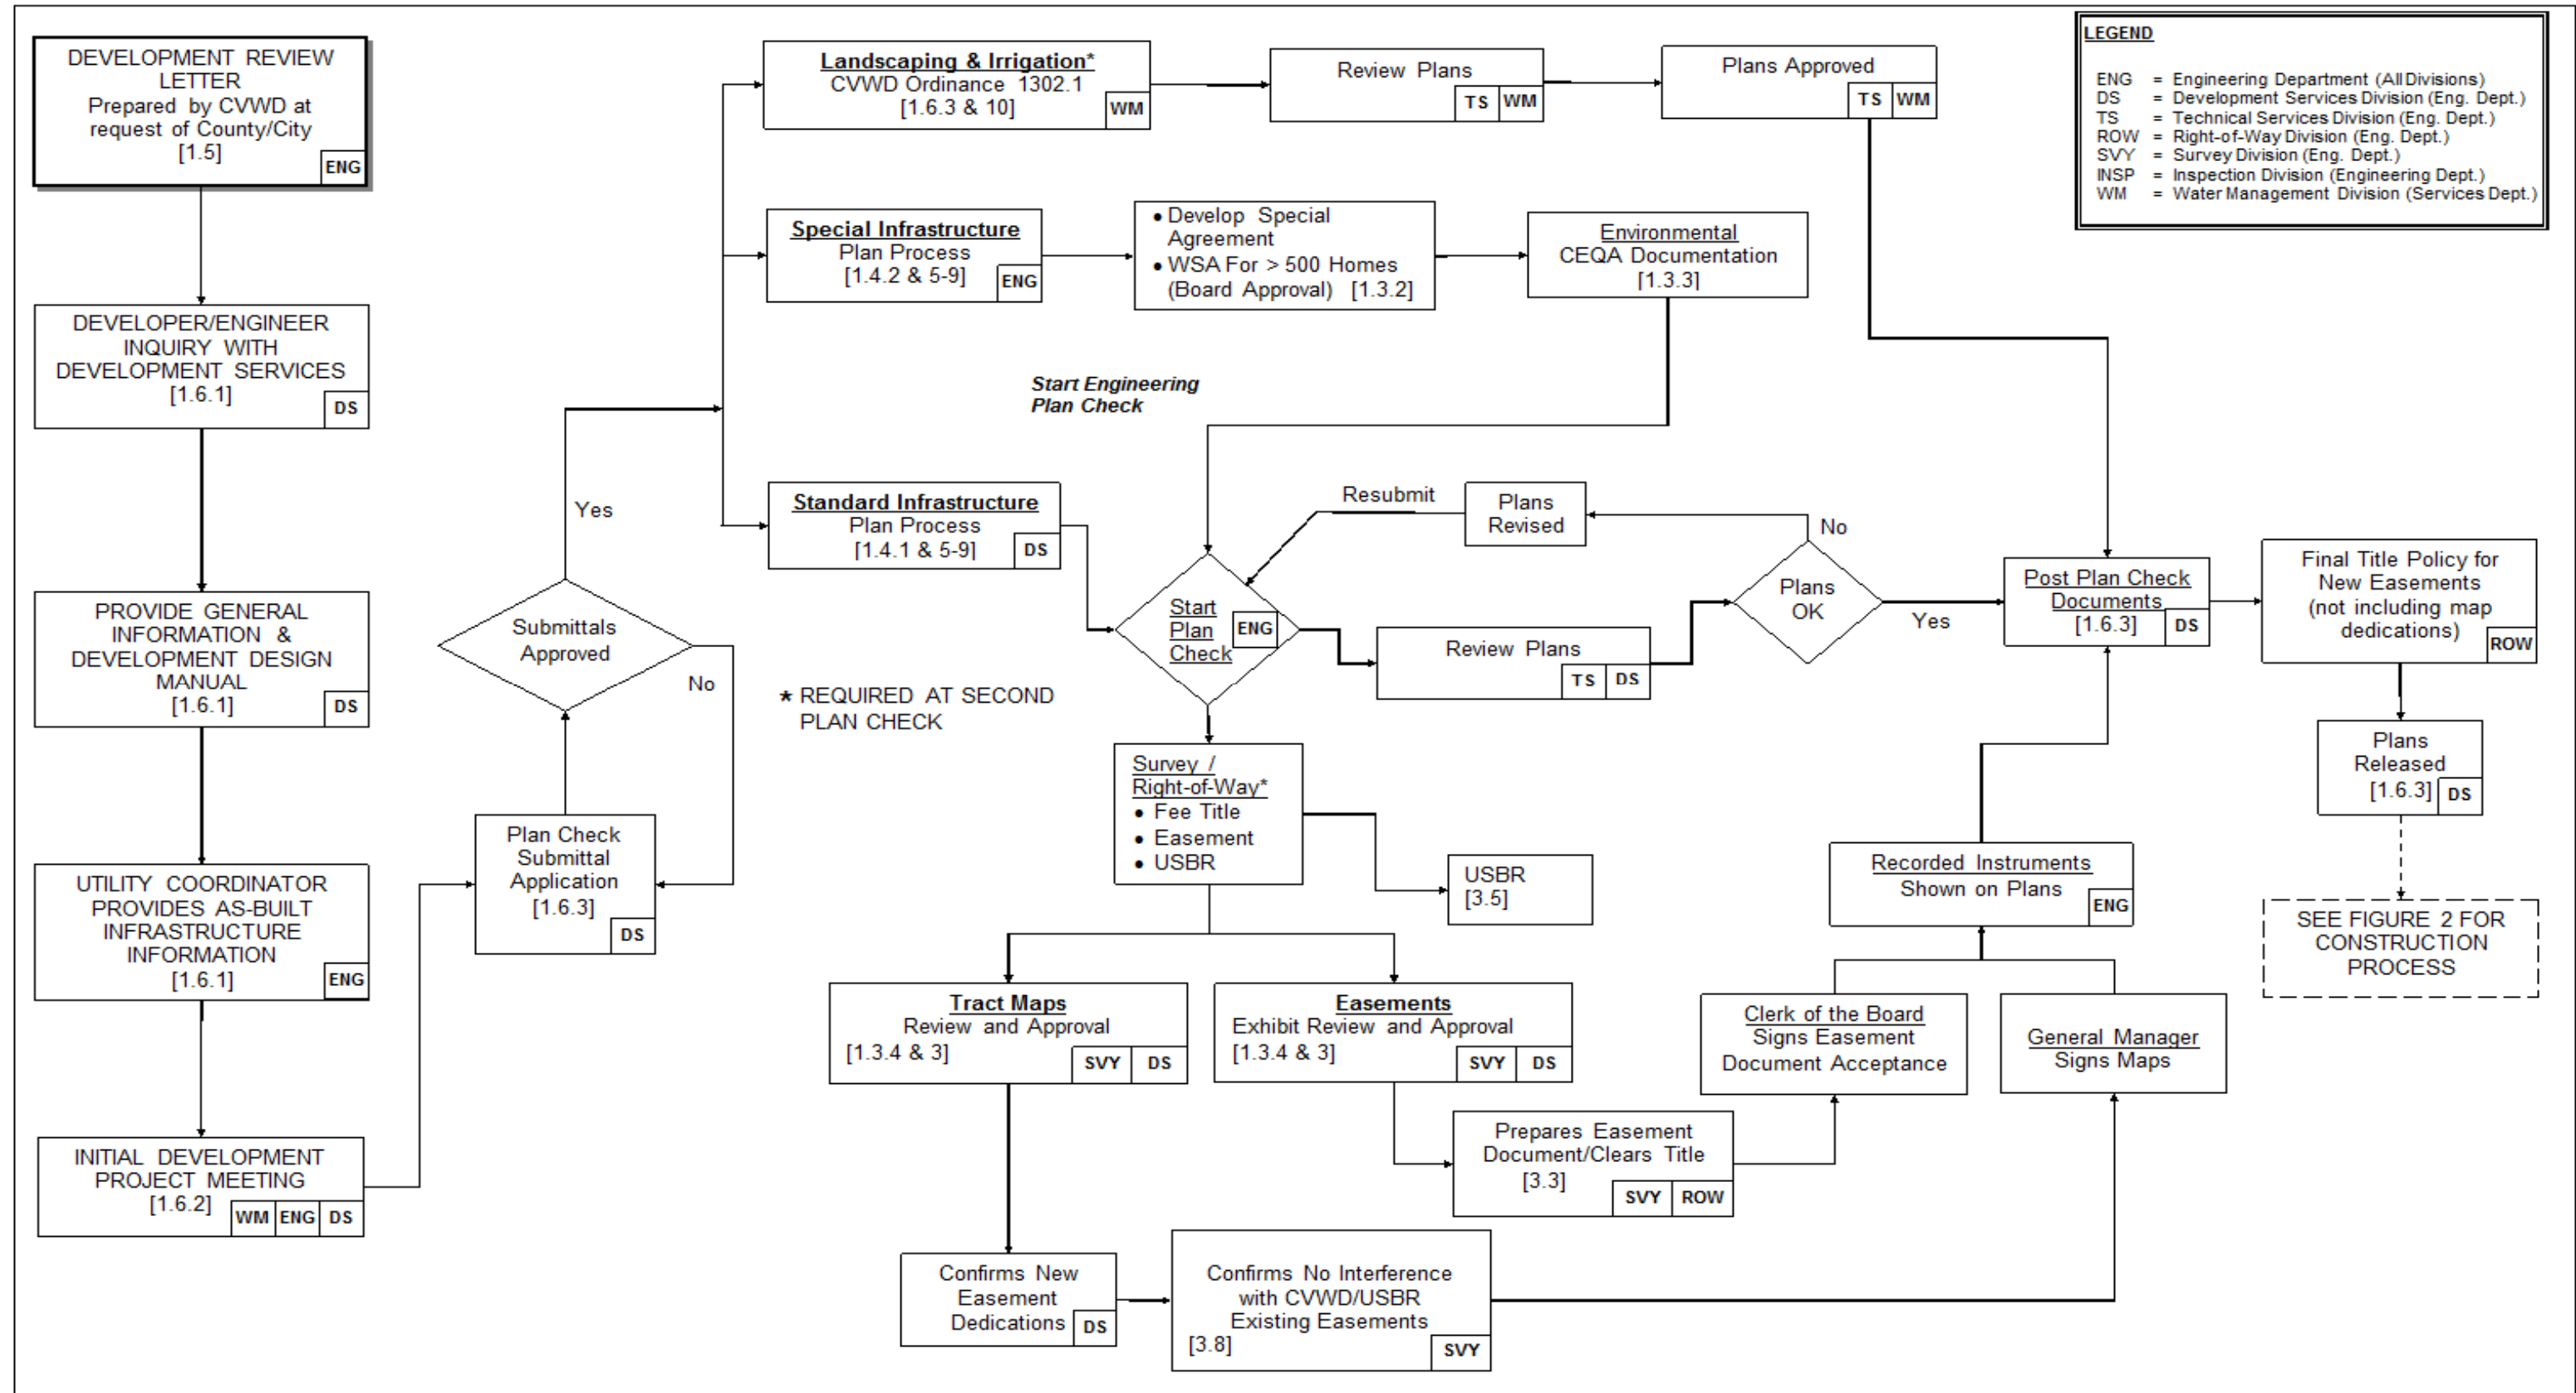 DEVELOPMENT REVIEW
LETTER
Prepared by CVWD at
request of County/City
[1.5]
ENG
DEVELOPER/ENGINEER
INQUIRY WITH
DEVELOPMENT SERVICES
[1.6.1]
DS
PROVIDE GENERAL
INFORMATION &
DEVELOPMENT DESIGN
MANUAL
[1.6.1]
DS
UTILITY COORDINATOR
PROVIDES AS-BUILT
INFRASTRUCTURE
INFORMATION
[1.6.1]
ENG
INITIAL DEVELOPMENT
PROJECT MEETING
[1.6.2]
WM ENG DS
Plan Check
Submittal
Application
[1.6.3]
DS
Submittals
Approved
Yes
No
Landscaping & Irrigation*
CVWD Ordinance 1302.1
[1.6.3 & 10]
WM
Review Plans
TS WM
Plans Approved
TS WM
Special Infrastructure
Plan Process
[1.4.2 & 5-9]
ENG
• Develop Special
Agreement
• WSA For > 500 Homes
(Board Approval) [1.3.2]
Environmental
CEQA Documentation
[1.3.3]
Start Engineering
Plan Check
Standard Infrastructure
Plan Process
[1.4.1 & 5-9]
DS
* REQUIRED AT SECOND
PLAN CHECK
Start
Plan
Check
ENG
Resubmit
Plans
Revised
No
Review Plans
TS DS
Plans
OK
Yes
Post Plan Check
Documents
[1.6.3]
DS
Final Title Policy for
New Easements
(not including map
dedications)
ROW
Plans
Released
[1.6.3]
DS
SEE FIGURE 2 FOR
CONSTRUCTION
PROCESS
Survey /
Right-of-Way*
• Fee Title
• Easement
• USBR
USBR
[3.5]
Tract Maps
Review and Approval
[1.3.4 & 3]
SVY DS
Easements
Exhibit Review and Approval
[1.3.4 & 3]
SVY DS
Prepares Easement
Document/Clears Title
[3.3]
SVY ROW
Confirms New
Easement
Dedications
DS
Confirms No Interference
with CVWD/USBR
Existing Easements
[3.8]
SVY
Clerk of the Board
Signs Easement
Document Acceptance
General Manager
Signs Maps
Recorded Instruments
Shown on Plans
ENG
LEGEND
ENG = Engineering Department (All Divisions)
DS = Development Services Division (Eng. Dept.)
TS = Technical Services Division (Eng. Dept.)
ROW = Right-of-Way Division (Eng. Dept.)
SVY = Survey Division (Eng. Dept.)
INSP = Inspection Division (Engineering Dept.)
WM = Water Management Division (Services Dept.)